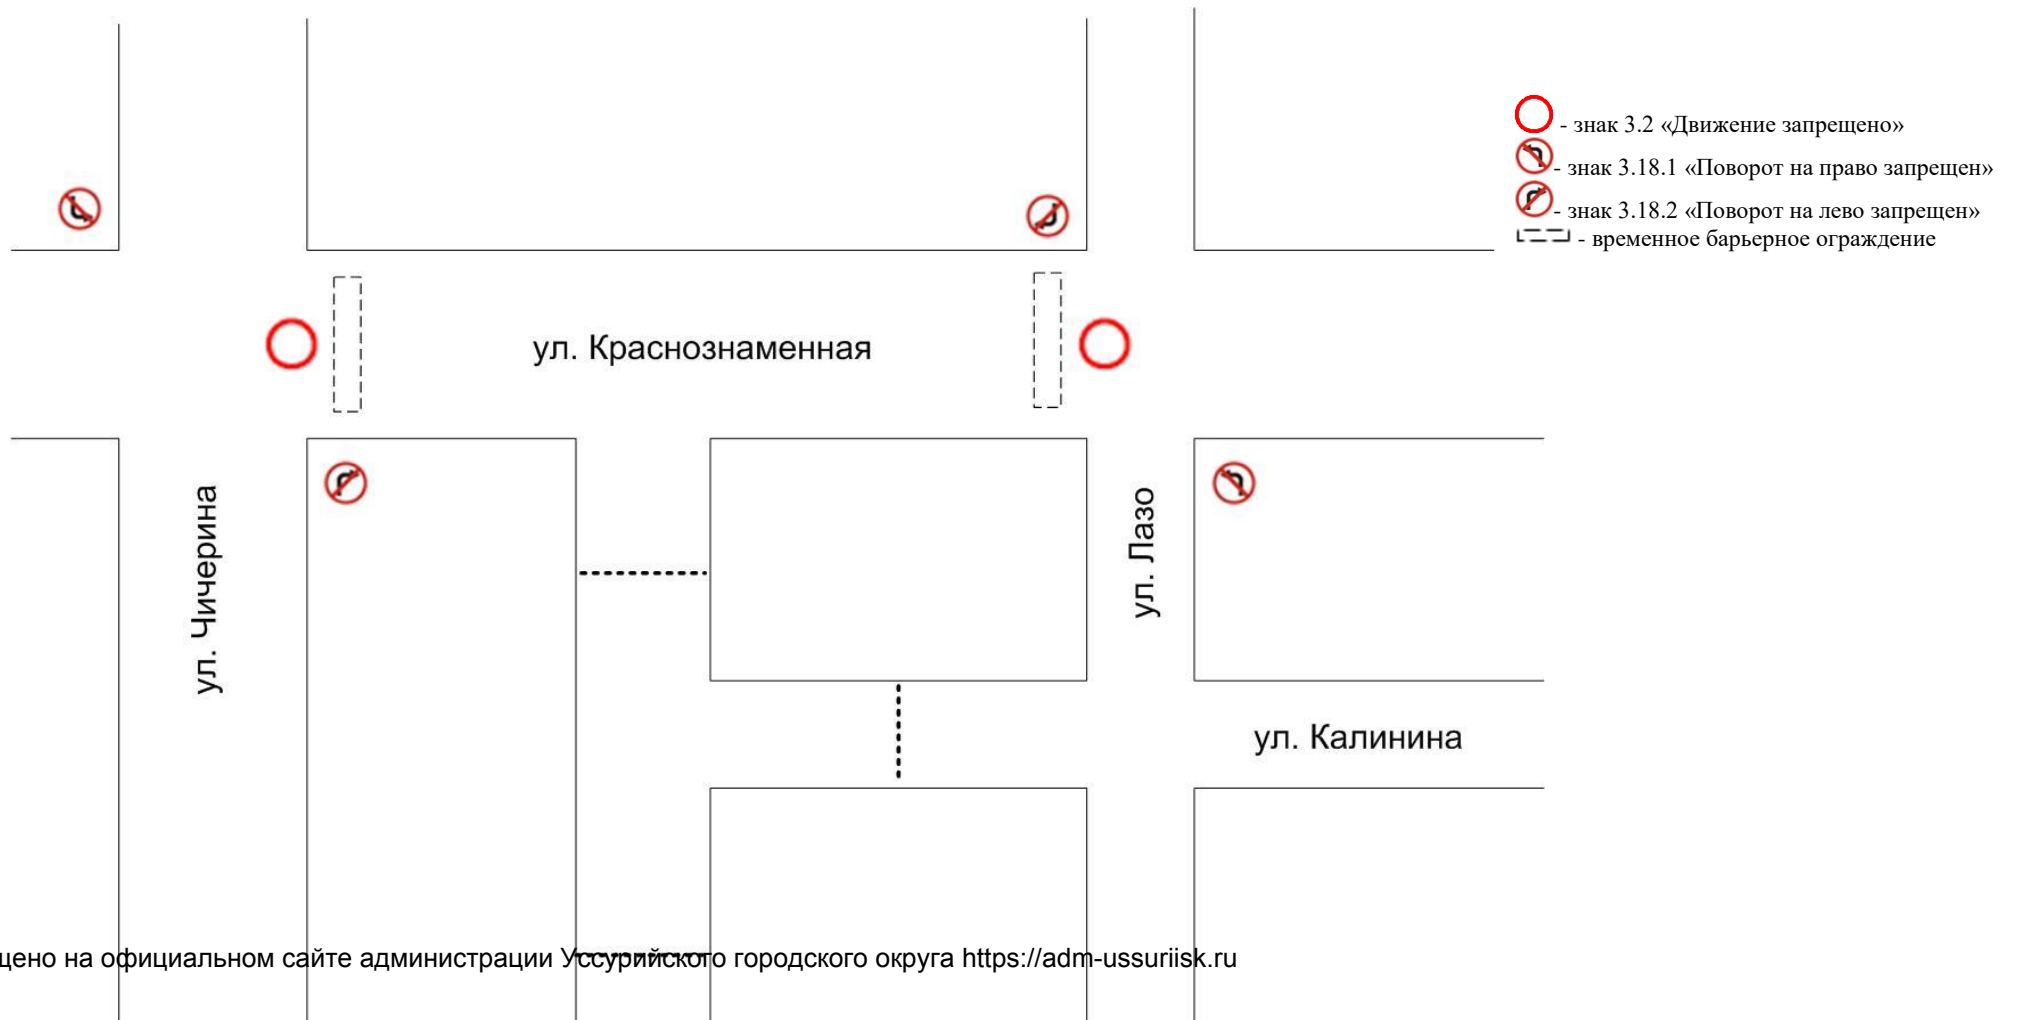 - знак 3.2 «Движение запрещено»
- знак 3.18.1 «Поворот на право запрещен»
- знак 3.18.2 «Поворот на лево запрещен»
- временное барьерное ограждение
ул. Краснознаменная
ул. Чичерина
ул. Лазо
ул. Калинина
щено на официальном сайте администрации Уссурийского городского округа https://adm-ussuriisk.ru